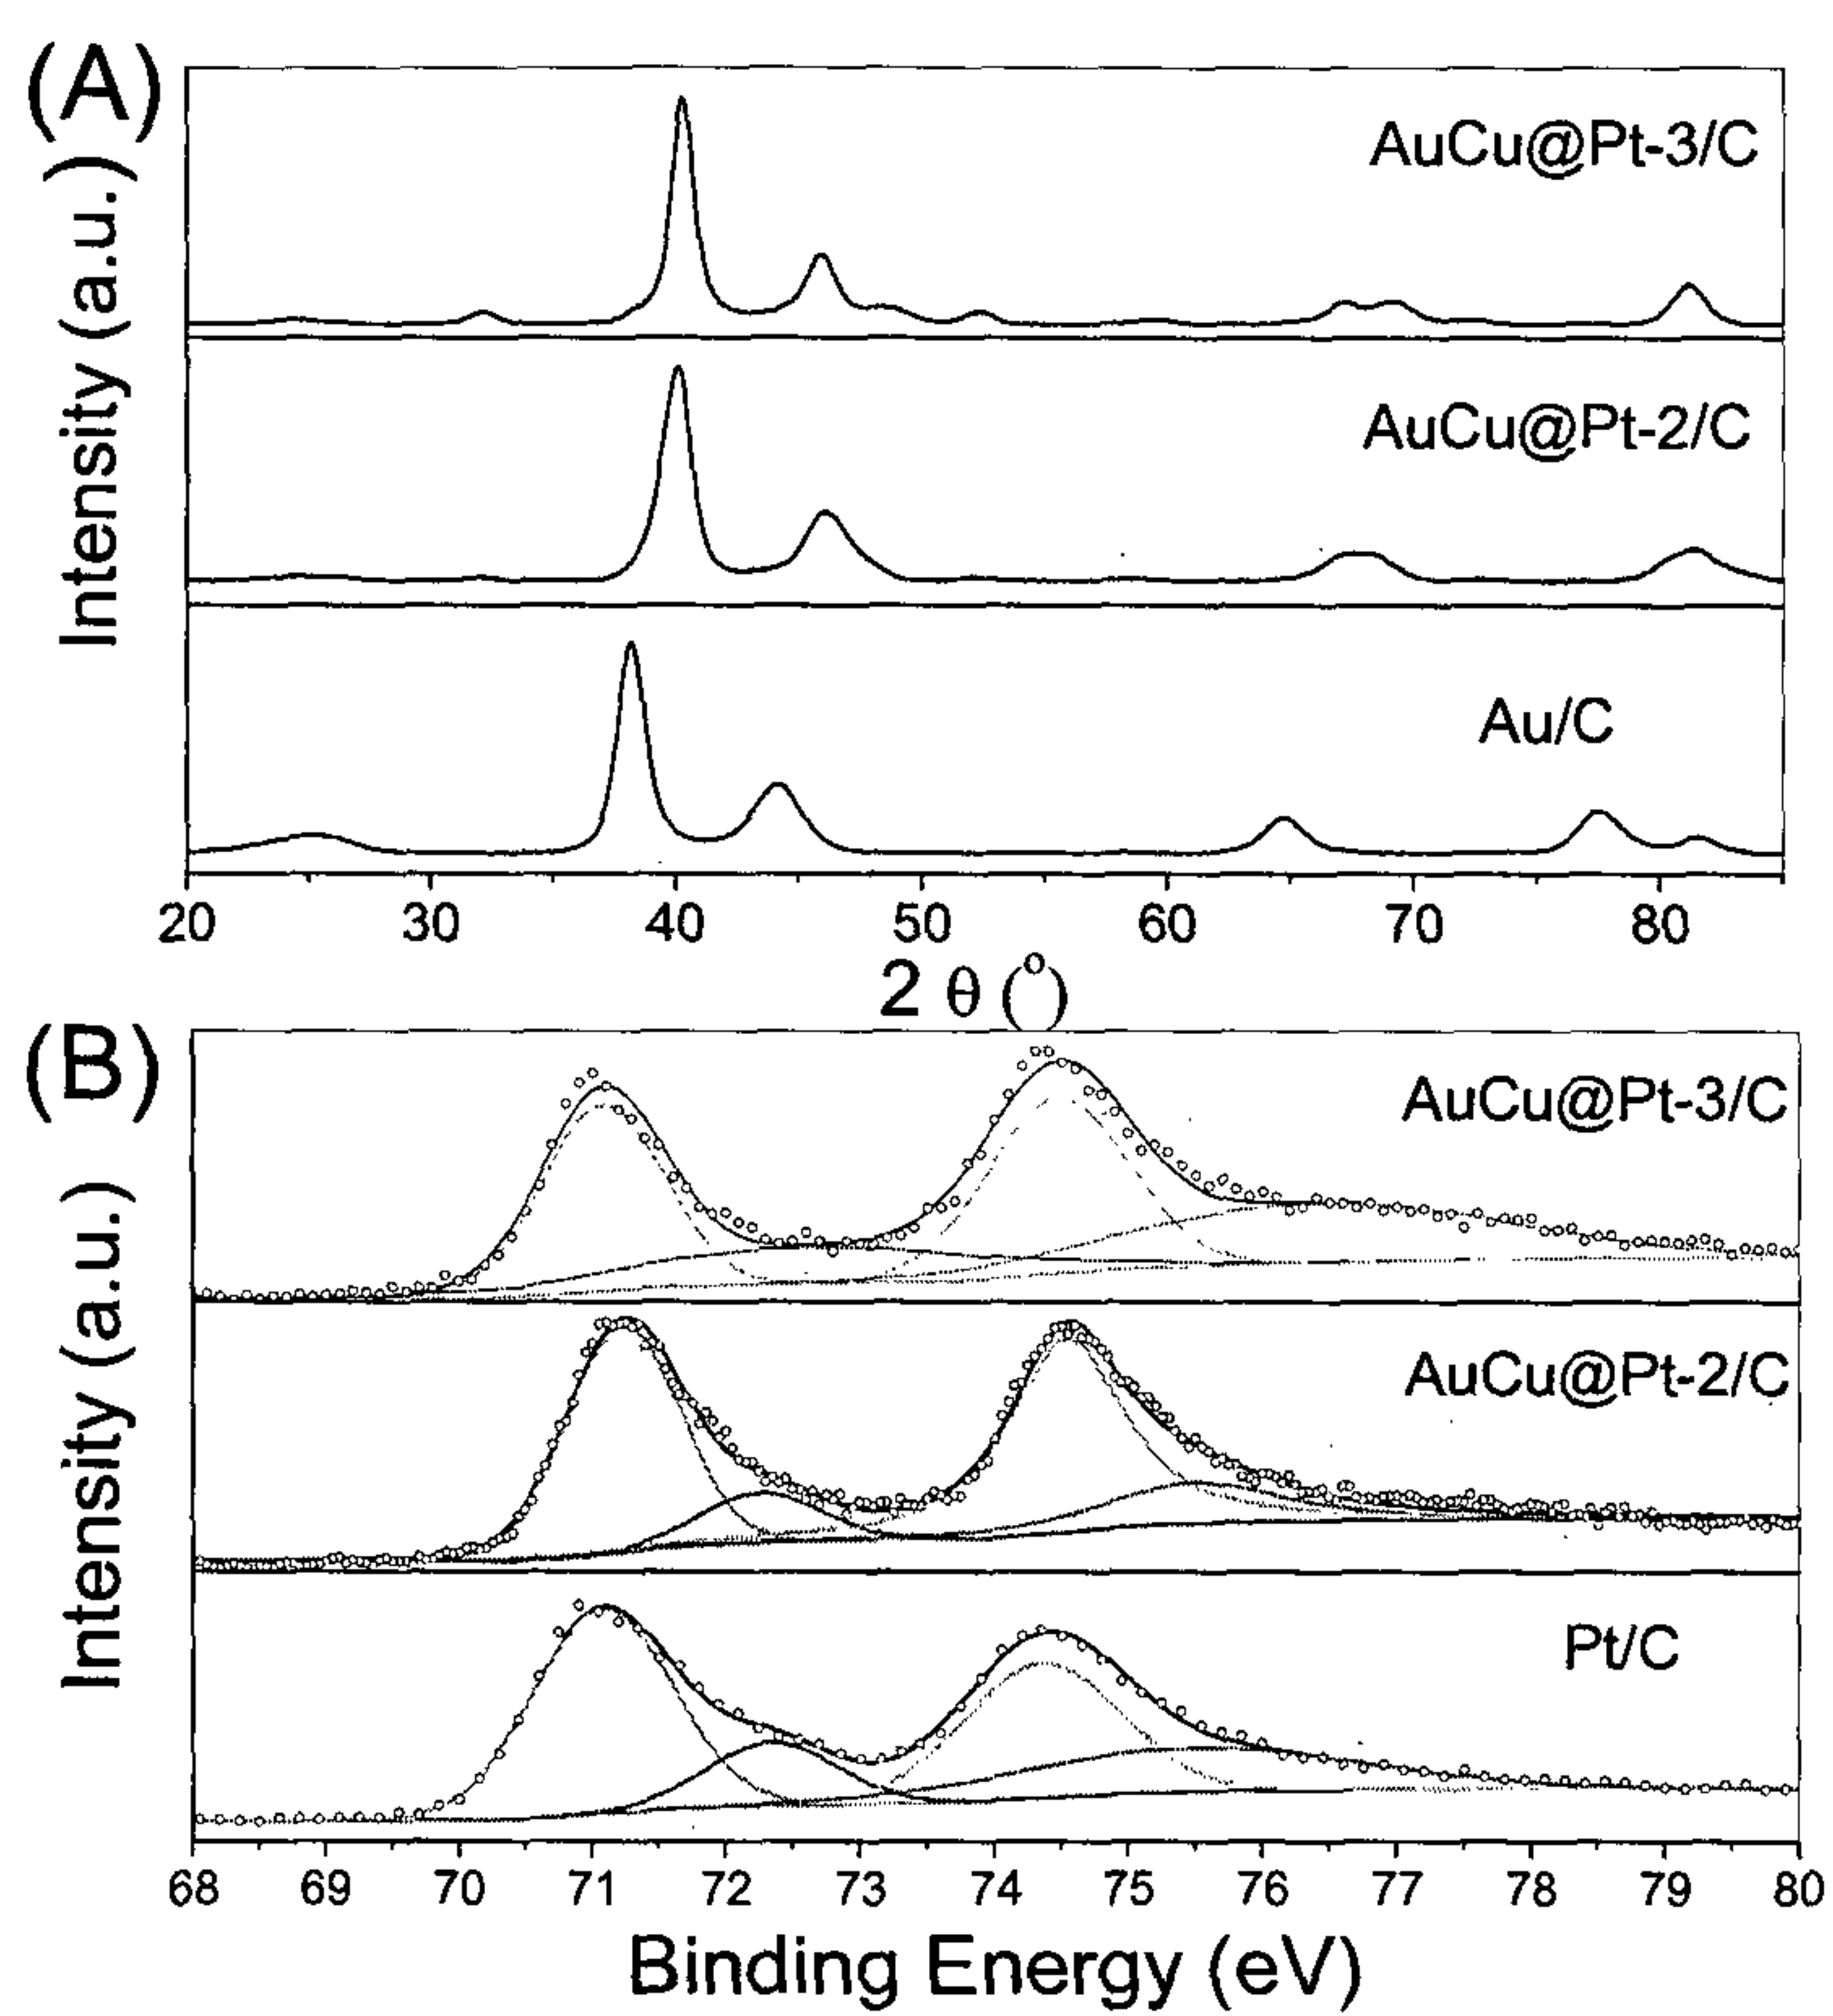 (A)
Intensity (a.u.)
AuCu@Pt-3/C
AuCu@Pt-2/C
Au/C
20 30 40 50 60 70 80
2 θ (°)
(B)
Intensity (a.u.)
AuCu@Pt-3/C
AuCu@Pt-2/C
Pt/C
68 69 70 71 72 73 74 75 76 77 78 79 80
Binding Energy (eV)